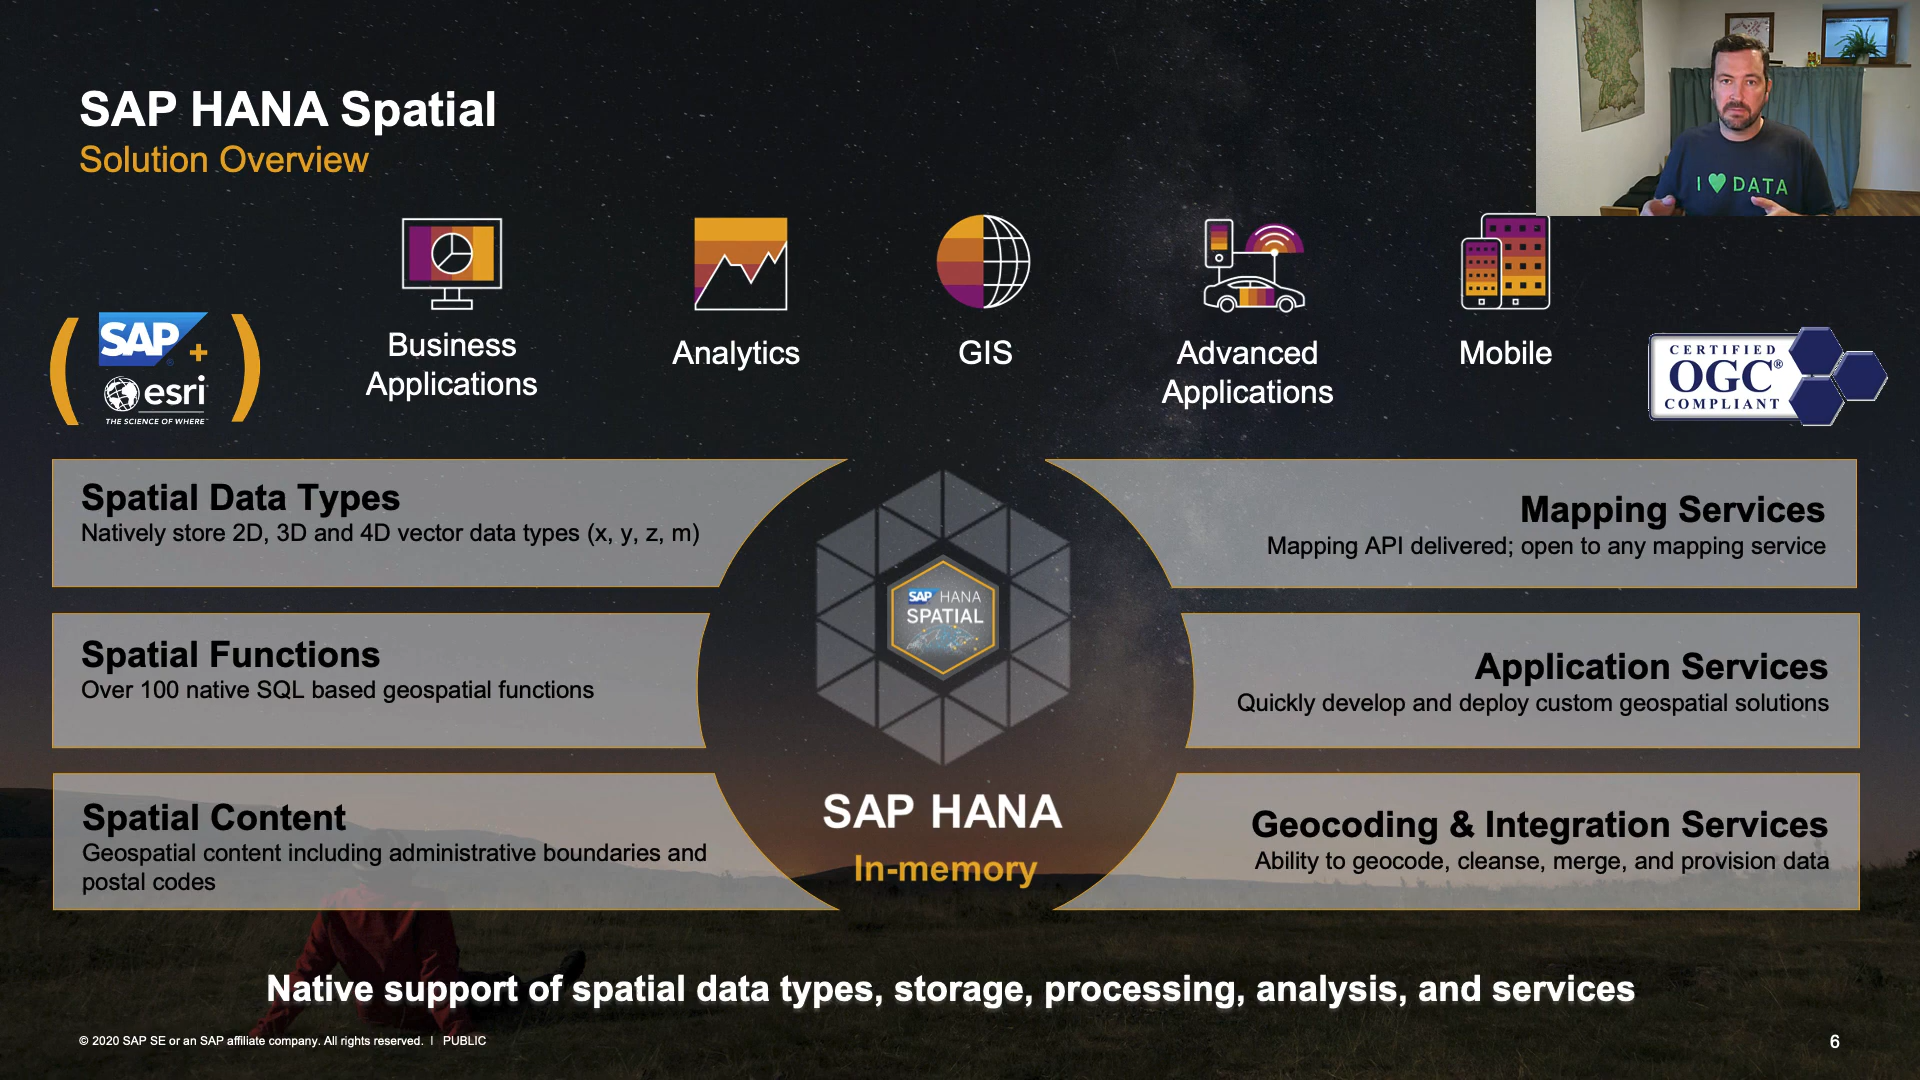 SAP HANA Spatial
Solution Overview
I DATA
SAP +
esri
THE SCIENCE OF WHERE
Business
Applications
Analytics
GIS
Advanced
Applications
Mobile
CERTIFIED
OGC®
COMPLIANT
Spatial Data Types
Natively store 2D, 3D and 4D vector data types (x, y, z, m)
Spatial Functions
Over 100 native SQL based geospatial functions
Spatial Content
Geospatial content including administrative boundaries and
postal codes
SAP HANA
SPATIAL
SAP HANA
In-memory
Mapping Services
Mapping API delivered; open to any mapping service
Application Services
Quickly develop and deploy custom geospatial solutions
Geocoding & Integration Services
Ability to geocode, cleanse, merge, and provision data
Native support of spatial data types, storage, processing, analysis, and services
© 2020 SAP SE or an SAP affiliate company. All rights reserved. | PUBLIC
6